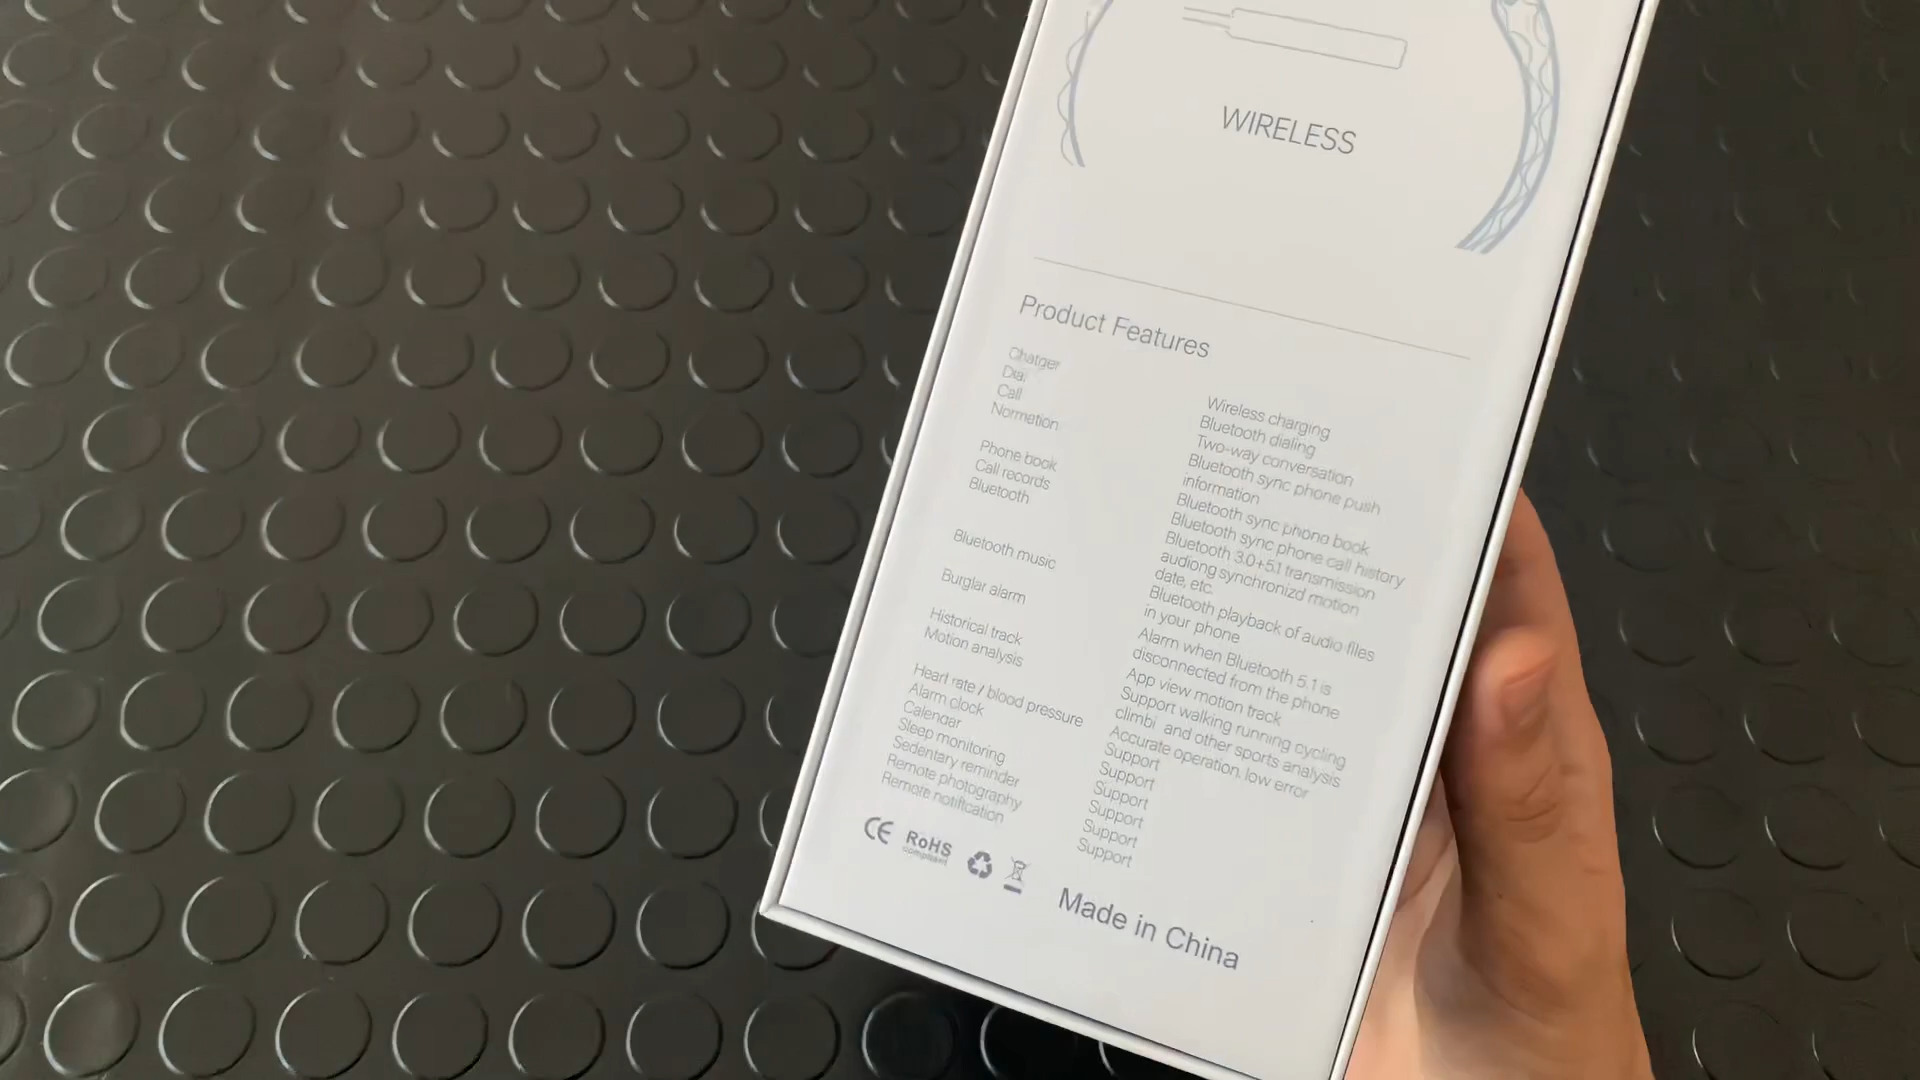 WIRELESS
Product Features
Charger
Dial
Call
Normation
Phone book
Call records
Bluetooth
Bluetooth music
Burglar alarm
Historical track
Motion analysis
Heart rate / blood pressure
Alarm clock
Calendar
Sleep monitoring
Sedentary reminder
Remote photography
Remote notification
Wireless charging
Bluetooth dialing
Two-way conversation
Bluetooth sync phone push
information
Bluetooth sync phono book
Bluetooth sync phone call history
Bluetooth 3.0+5.1 transmission
audiong synchronizd motion
date, etc.
Bluetooth playback of audio files
in your phone
Alarm when Bluetooth 5.1 is
disconnected from the phone
App view motion track
Support walking running cycling
climbi and other sports analysis
Accurate operation, low error
Support
Support
Support
Support
Support
Support
CE RoHS
compliant
Made in China